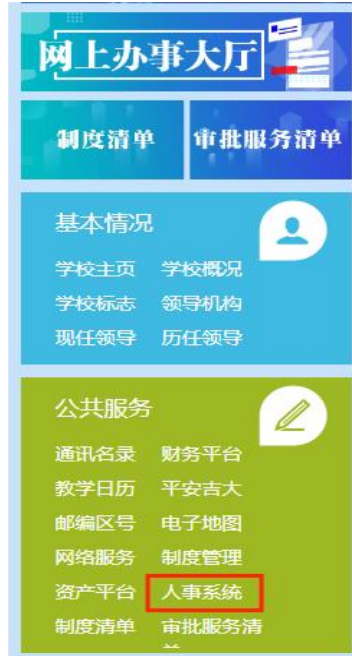 网上办事大厅
制度清单 审批服务清单
基本情况
学校主页 学校概况
学校标志 领导机构
现任领导 历任领导
公共服务
通讯名录 财务平台
教学日历 平安吉大
邮编区号 电子地图
网络服务 制度管理
资产平台 人事系统
制度清单 审批服务清